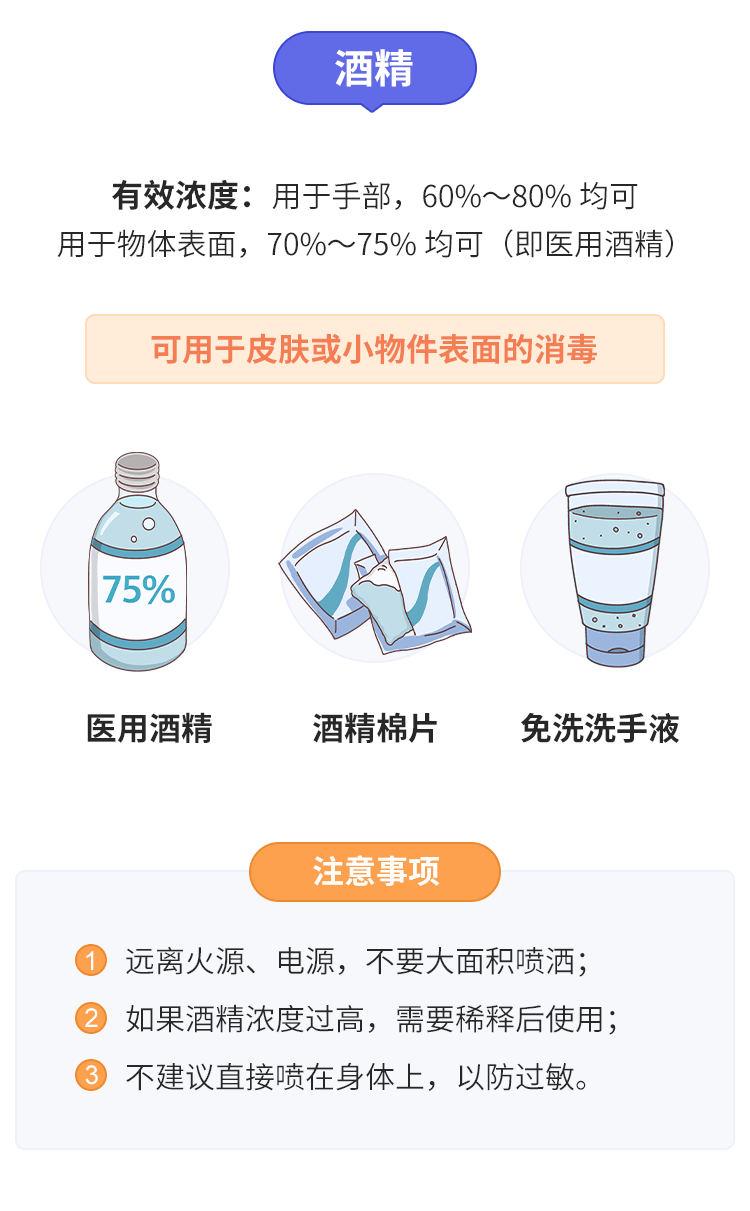 酒精
有效浓度：用于手部，60%～80% 均可
用于物体表面，70%～75% 均可（即医用酒精）
可用于皮肤或小物件表面的消毒
75%
医用酒精
酒精棉片
免洗洗手液
注意事项
1 远离火源、电源，不要大面积喷洒；
2 如果酒精浓度过高，需要稀释后使用；
3 不建议直接喷在身体上，以防过敏。